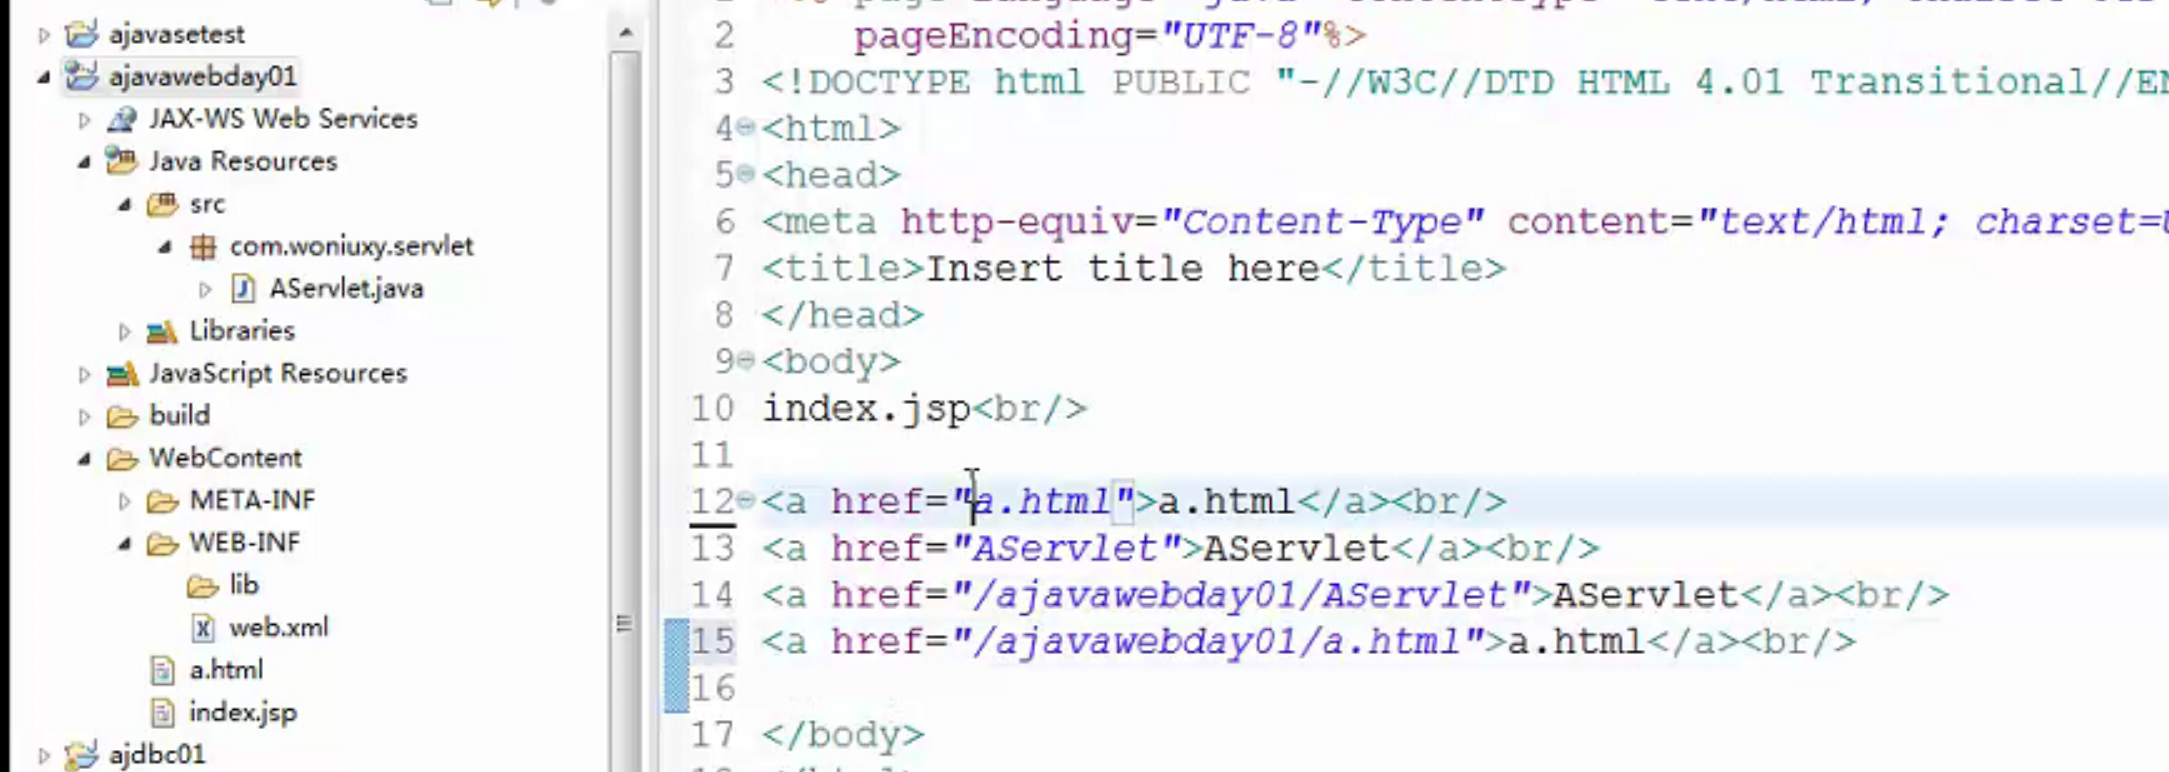 ajavasetest
ajavawebday01
JAX-WS Web Services
Java Resources
src
com.woniuxy.servlet
AServlet.java
Libraries
JavaScript Resources
build
WebContent
META-INF
WEB-INF
lib
web.xml
a.html
index.jsp
ajdbc01
2 pageEncoding="UTF-8"%>
3 <!DOCTYPE html PUBLIC "-//W3C//DTD HTML 4.01 Transitional//EN
4 <html>
5 <head>
6 <meta http-equiv="Content-Type" content="text/html; charset=U
7 <title>Insert title here</title>
8 </head>
9 <body>
10 index.jsp<br/>
11
12 <a href="a.html">a.html</a><br/>
13 <a href="AServlet">AServlet</a><br/>
14 <a href="/ajavawebday01/AServlet">AServlet</a><br/>
15 <a href="/ajavawebday01/a.html">a.html</a><br/>
16
17 </body>